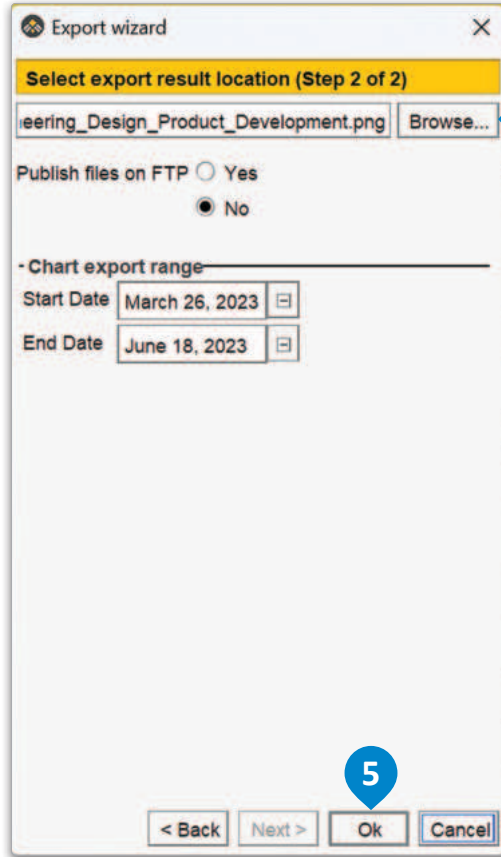 Export wizard
Select export result location (Step 2 of 2)
eering_Design_Product_Development.png Browse...
Publish files on FTP Yes
No
Chart export range
Start Date March 26, 2023
End Date June 18, 2023
5
< Back Next > Ok Cancel